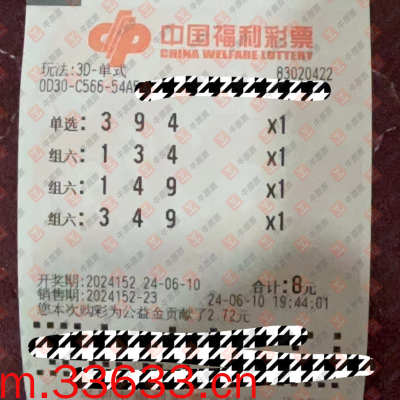 中国福利彩票
CHINA WELFARE LOTTERY
玩法:3D-单式 83020422
0D30-C566-54A
单选: 3 9 4 x1
组六: 1 3 4 x1
组六: 1 4 9 x1
组六: 3 4 9 x1
开奖期:2024152 24-06-10 合计:8元
销售期:2024152-23 24-06-10 19:44:01
您本次购彩为公益金贡献了2.72元
m.33633.cn